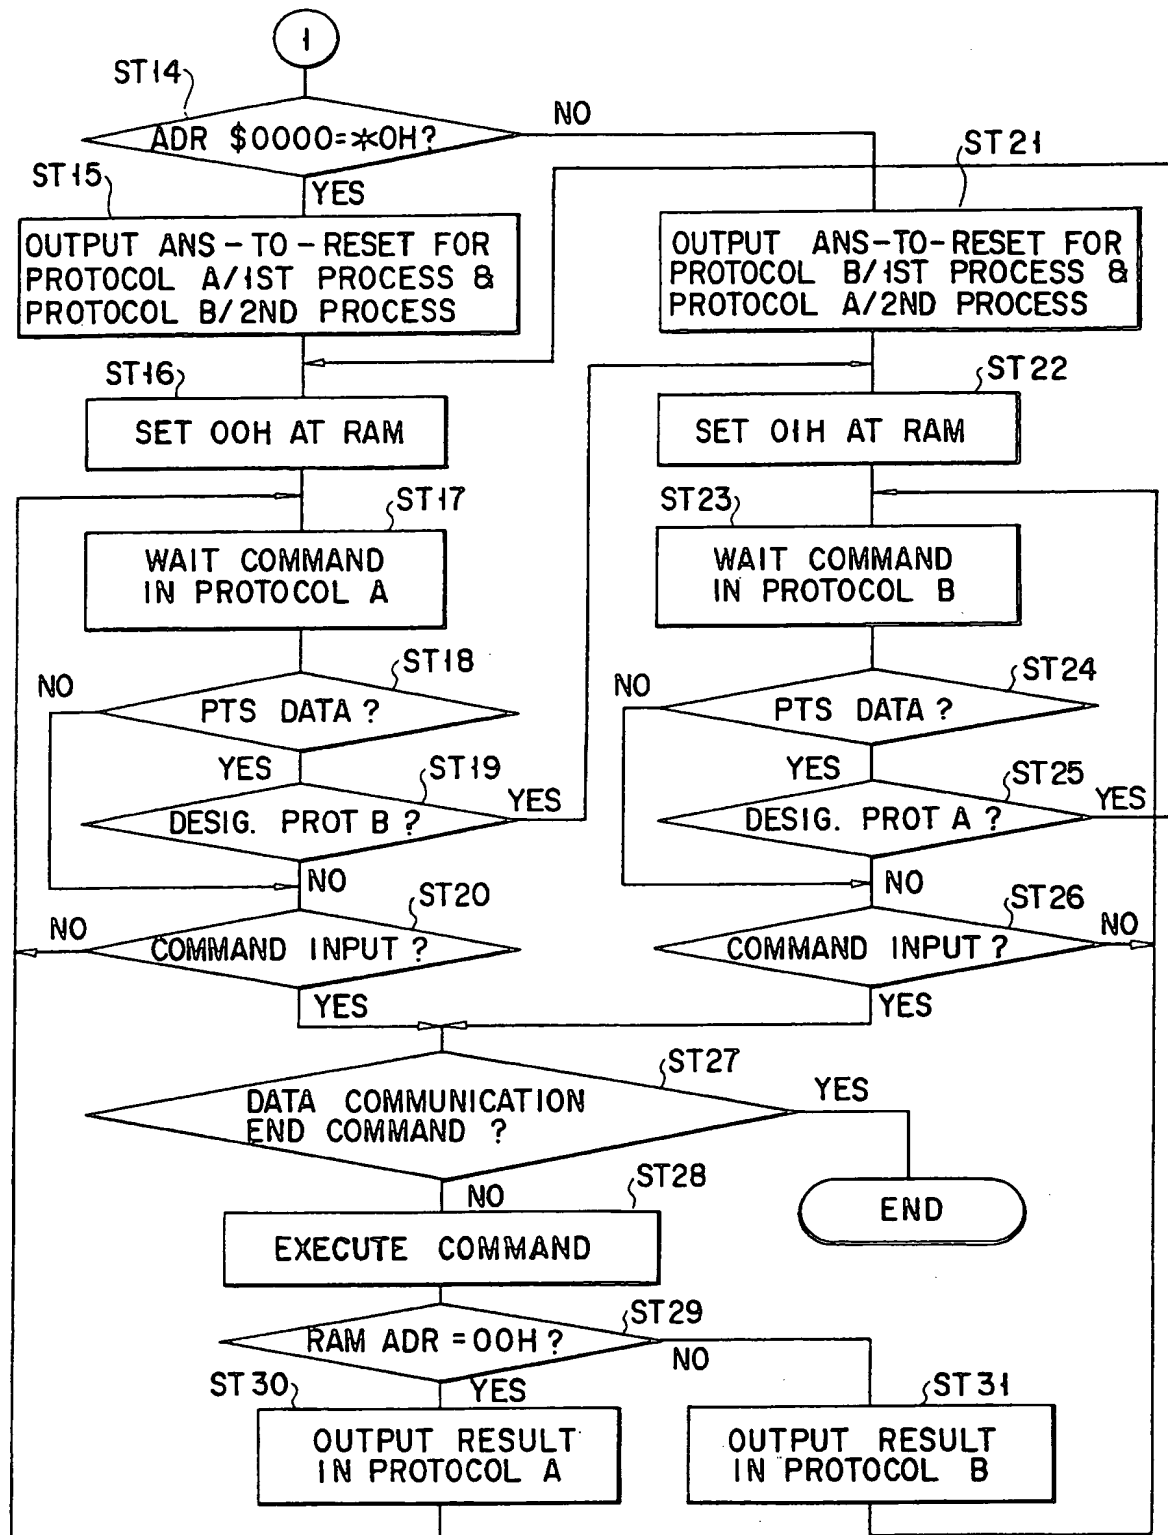 1
ST14
ADR $0000=*0H?
NO
YES
ST15
OUTPUT ANS-TO-RESET FOR
PROTOCOL A/1ST PROCESS &
PROTOCOL B/2ND PROCESS
ST21
OUTPUT ANS-TO-RESET FOR
PROTOCOL B/1ST PROCESS &
PROTOCOL A/2ND PROCESS
ST16
SET 00H AT RAM
ST22
SET 01H AT RAM
ST17
WAIT COMMAND
IN PROTOCOL A
ST23
WAIT COMMAND
IN PROTOCOL B
ST18
NO
PTS DATA?
YES
ST24
NO
PTS DATA?
YES
ST19
DESIG. PROT B?
YES
NO
ST25
DESIG. PROT A?
YES
NO
ST20
NO
COMMAND INPUT?
YES
ST26
COMMAND INPUT?
NO
YES
ST27
DATA COMMUNICATION
END COMMAND ?
YES
NO
END
ST28
EXECUTE COMMAND
ST29
RAM ADR=00H?
NO
YES
ST30
OUTPUT RESULT
IN PROTOCOL A
ST31
OUTPUT RESULT
IN PROTOCOL B